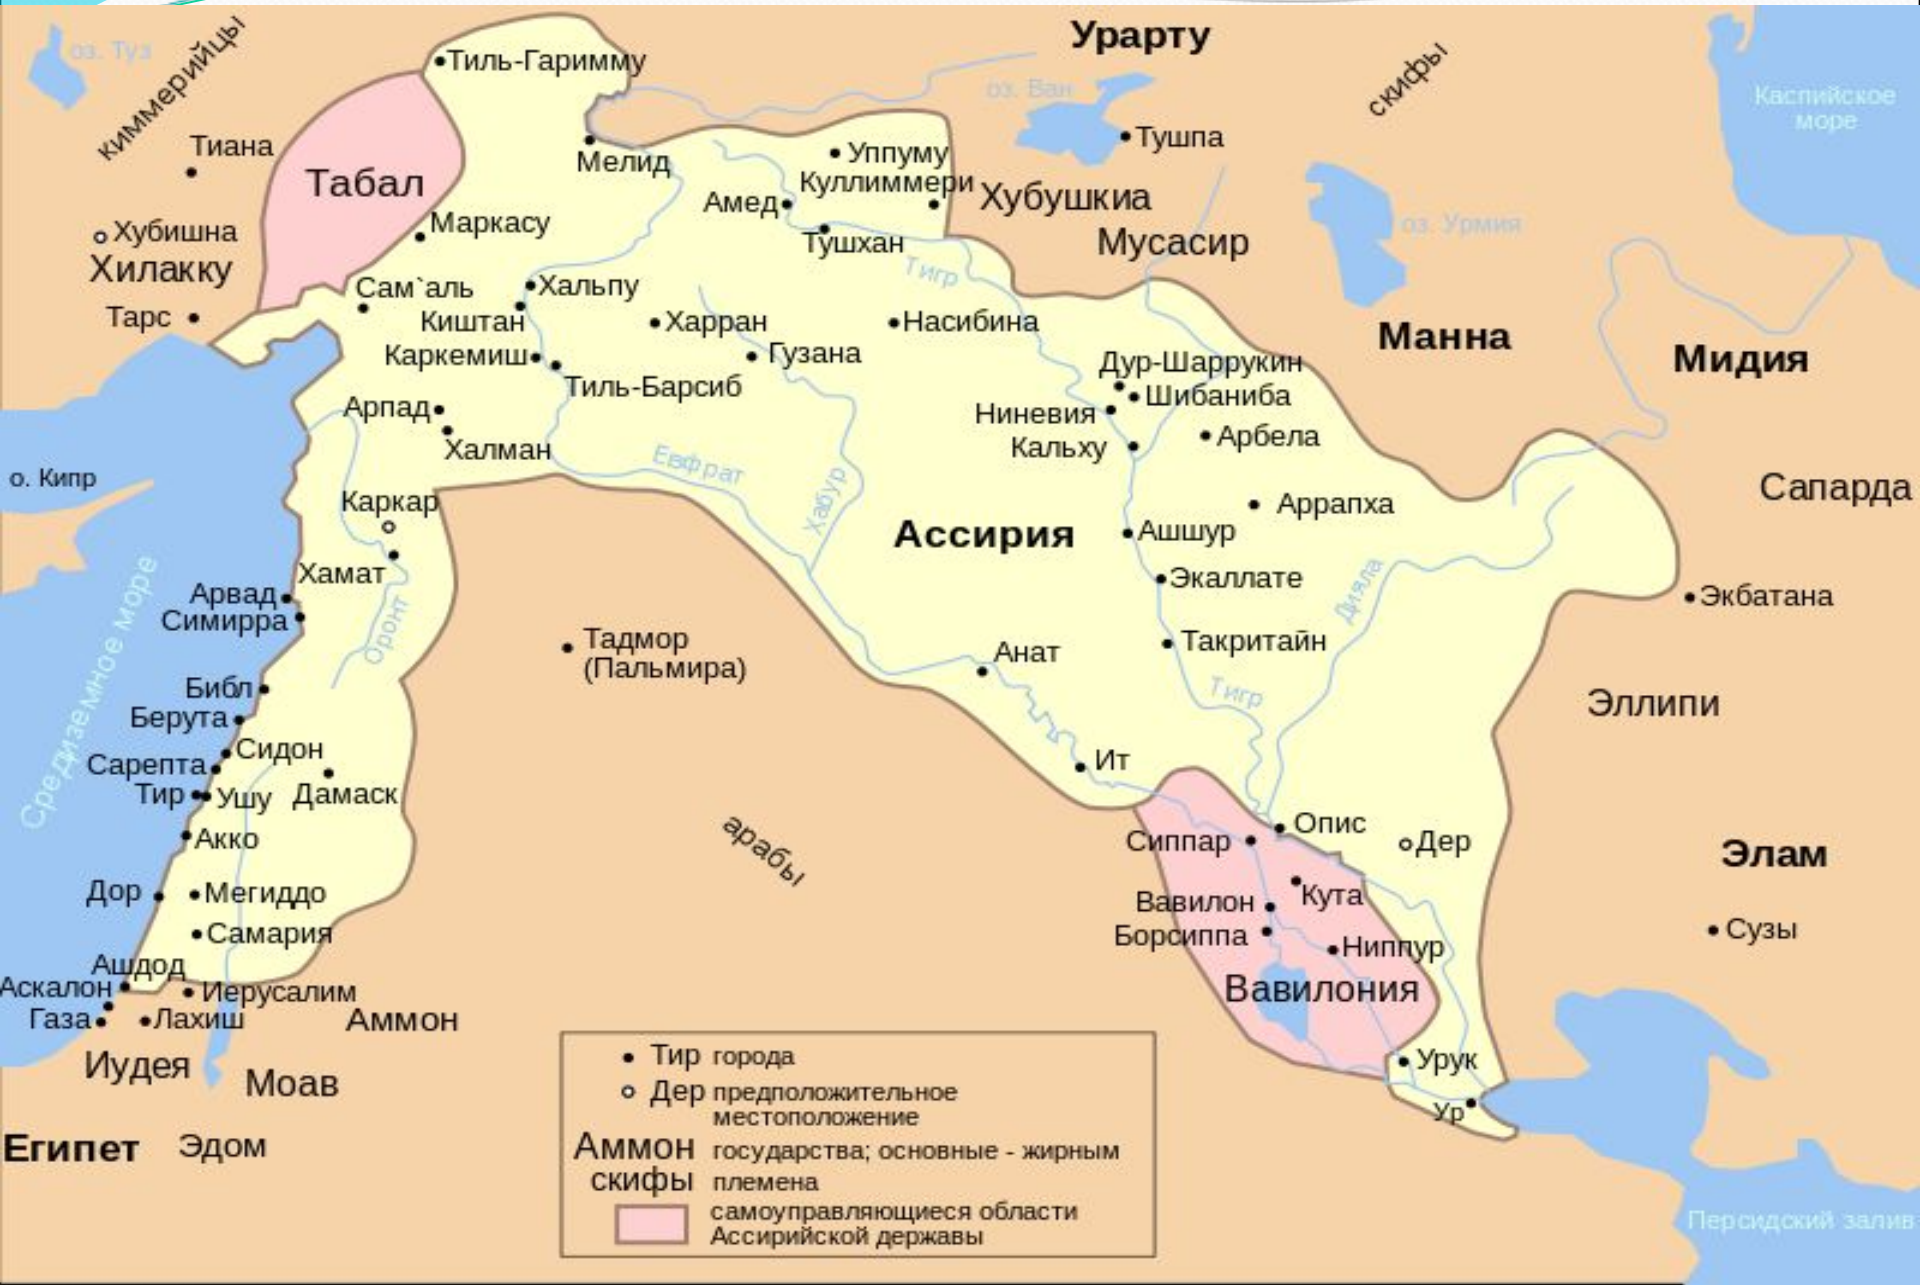 оз. Туз
киммерийцы
Тиль-Гаримму
Урарту
скифы
Каспийское
море
оз. Ван
Тушпа
Тиана
Табал
Мелид
Уппуму
Куллиммери
Хубушкиа
Амед
Тушхан
Мусасир
оз. Урмия
Хубишна
Хилакку
Маркасу
Тигр
Тарс
Сам`аль
Хальпу
Киштан
Харран
Насибина
Манна
Мидия
Каркемиш
Гузана
Тиль-Барсиб
Дур-Шаррукин
Шибаниба
Ниневия
Арбела
Кальху
Арпад
Халман
Евфрат
Хабур
о. Кипр
Каркар
Ассирия
Аррапха
Сапарда
Ашшур
Хамат
Экаллате
Дияла
Экбатана
Арвад
Симирра
Оронт
Средиземное море
Тадмор
(Пальмира)
Анат
Такритайн
Тигр
Эллипи
Библ
Берута
Сидон
Сарепта
Тир
Ушу
Дамаск
Ит
Акко
арабы
Сиппар
Опис
Дер
Элам
Дор
Мегиддо
Вавилон
Кута
Самария
Борсиппа
Ниппур
Сузы
Ашдод
Аскалон
Иерусалим
Вавилония
Газа
Лахиш
Аммон
Иудея
Моав
Урук
Ур
Египет
Эдом
Тир города
Дер предположительное
местоположение
Аммон государства; основные - жирным
скифы племена
самоуправляющиеся области
Ассирийской державы
Персидский залив